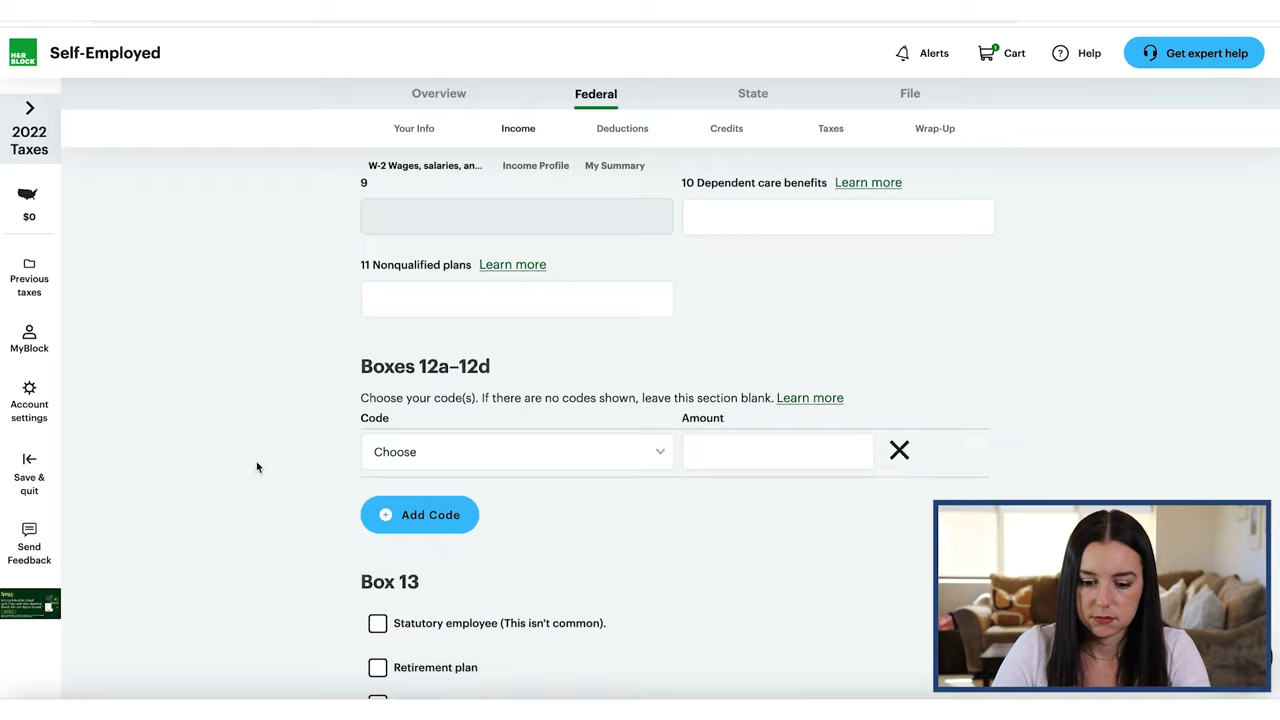 H&R
BLOCK
Self-Employed
Alerts
1
Cart
? Help
Get expert help
Overview
Federal
State
File
2022
Taxes
Your Info
Income
Deductions
Credits
Taxes
Wrap-Up
W-2 Wages, salaries, an...
Income Profile
My Summary
$0
9
10 Dependent care benefits Learn more
Previous
taxes
11 Nonqualified plans Learn more
MyBlock
Boxes 12a–12d
Account
settings
Choose your code(s). If there are no codes shown, leave this section blank. Learn more
Code
Amount
Choose
Save &
quit
Add Code
Send
Feedback
Box 13
Statutory employee (This isn't common).
Retirement plan